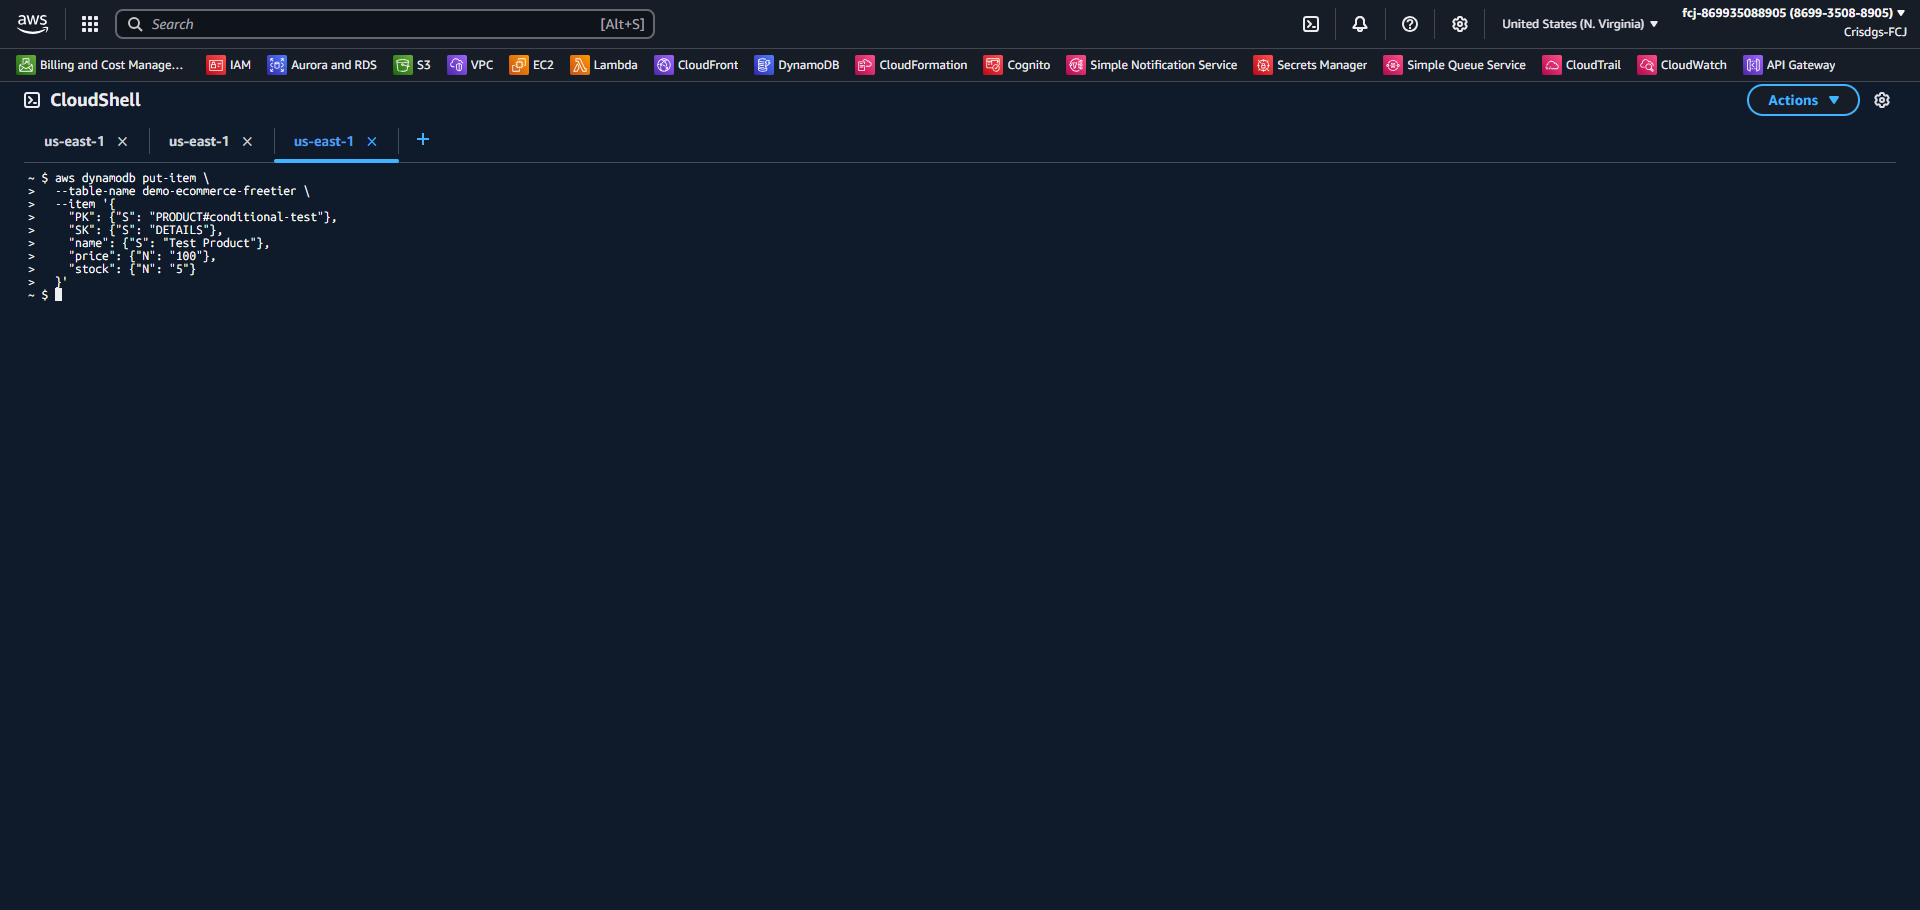 aws
Search
[Alt+S]
United States (N. Virginia) ▼
fcj-869935088905 (8699-3508-8905) ▼
Crisdgs-FCJ
Billing and Cost Manage...
IAM
Aurora and RDS
S3
VPC
EC2
Lambda
CloudFront
DynamoDB
CloudFormation
Cognito
Simple Notification Service
Secrets Manager
Simple Queue Service
CloudTrail
CloudWatch
API Gateway
CloudShell
Actions ▼
us-east-1 ×
us-east-1 ×
us-east-1 ×
+
~ $ aws dynamodb put-item \
>   --table-name demo-ecommerce-freetier \
>   --item '{
>     "PK": {"S": "PRODUCT#conditional-test"},
>     "SK": {"S": "DETAILS"},
>     "name": {"S": "Test Product"},
>     "price": {"N": "100"},
>     "stock": {"N": "5"}
>   }'
~ $